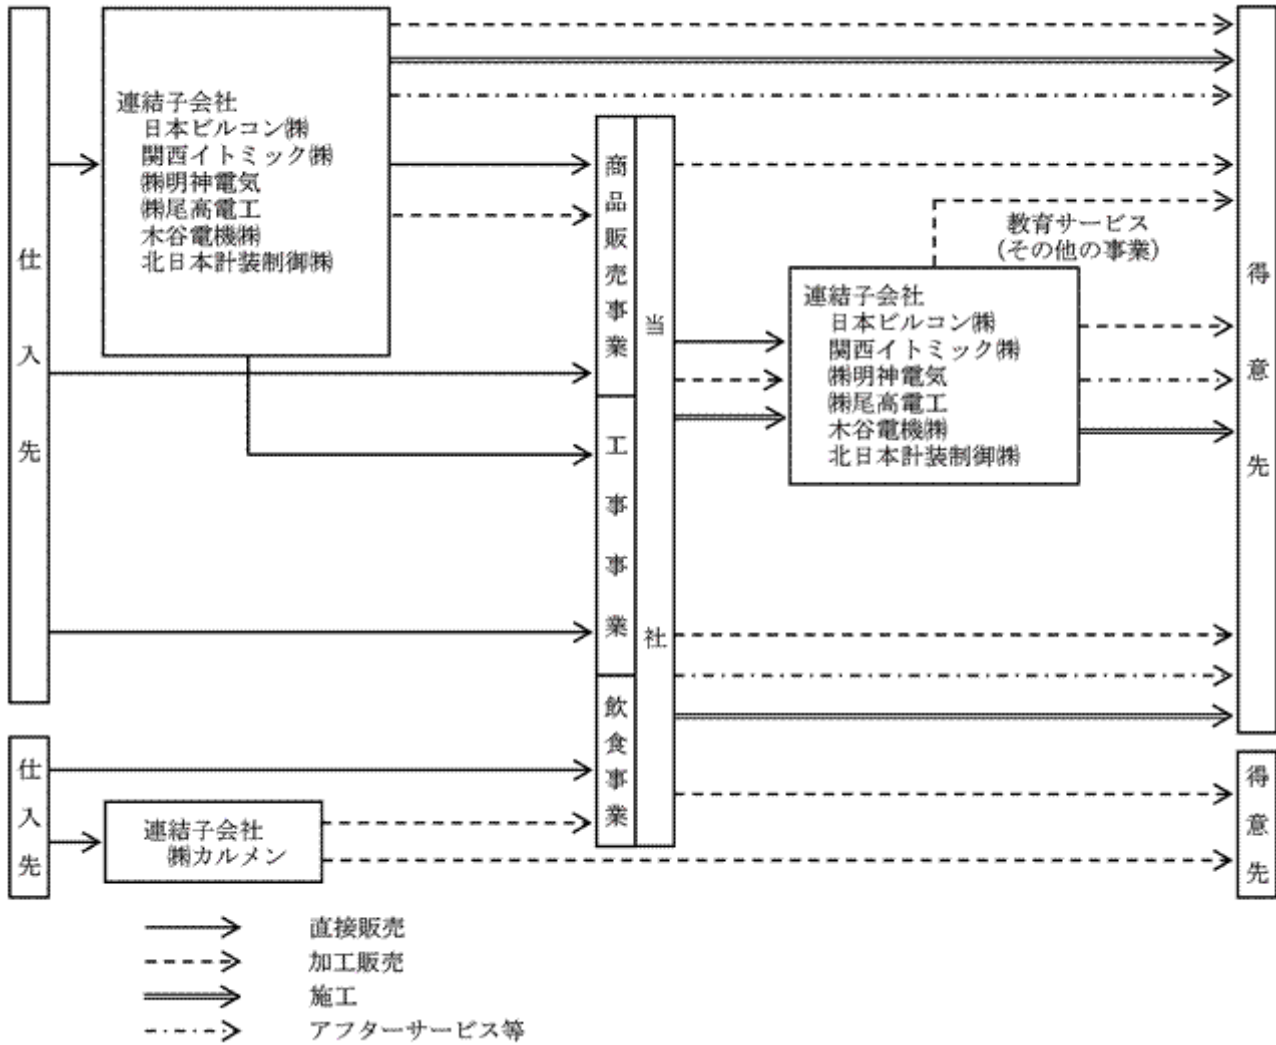 仕入先
連結子会社
日本ビルコン㈱
関西イトミック㈱
㈱明神電気
㈱尾高電工
木谷電機㈱
北日本計装制御㈱
商品販売事業
工事事業
飲食事業
当社
教育サービス
(その他の事業)
連結子会社
日本ビルコン㈱
関西イトミック㈱
㈱明神電気
㈱尾高電工
木谷電機㈱
北日本計装制御㈱
得意先
仕入先
連結子会社
㈱カルメン
得意先
直接販売
加工販売
施工
アフターサービス等